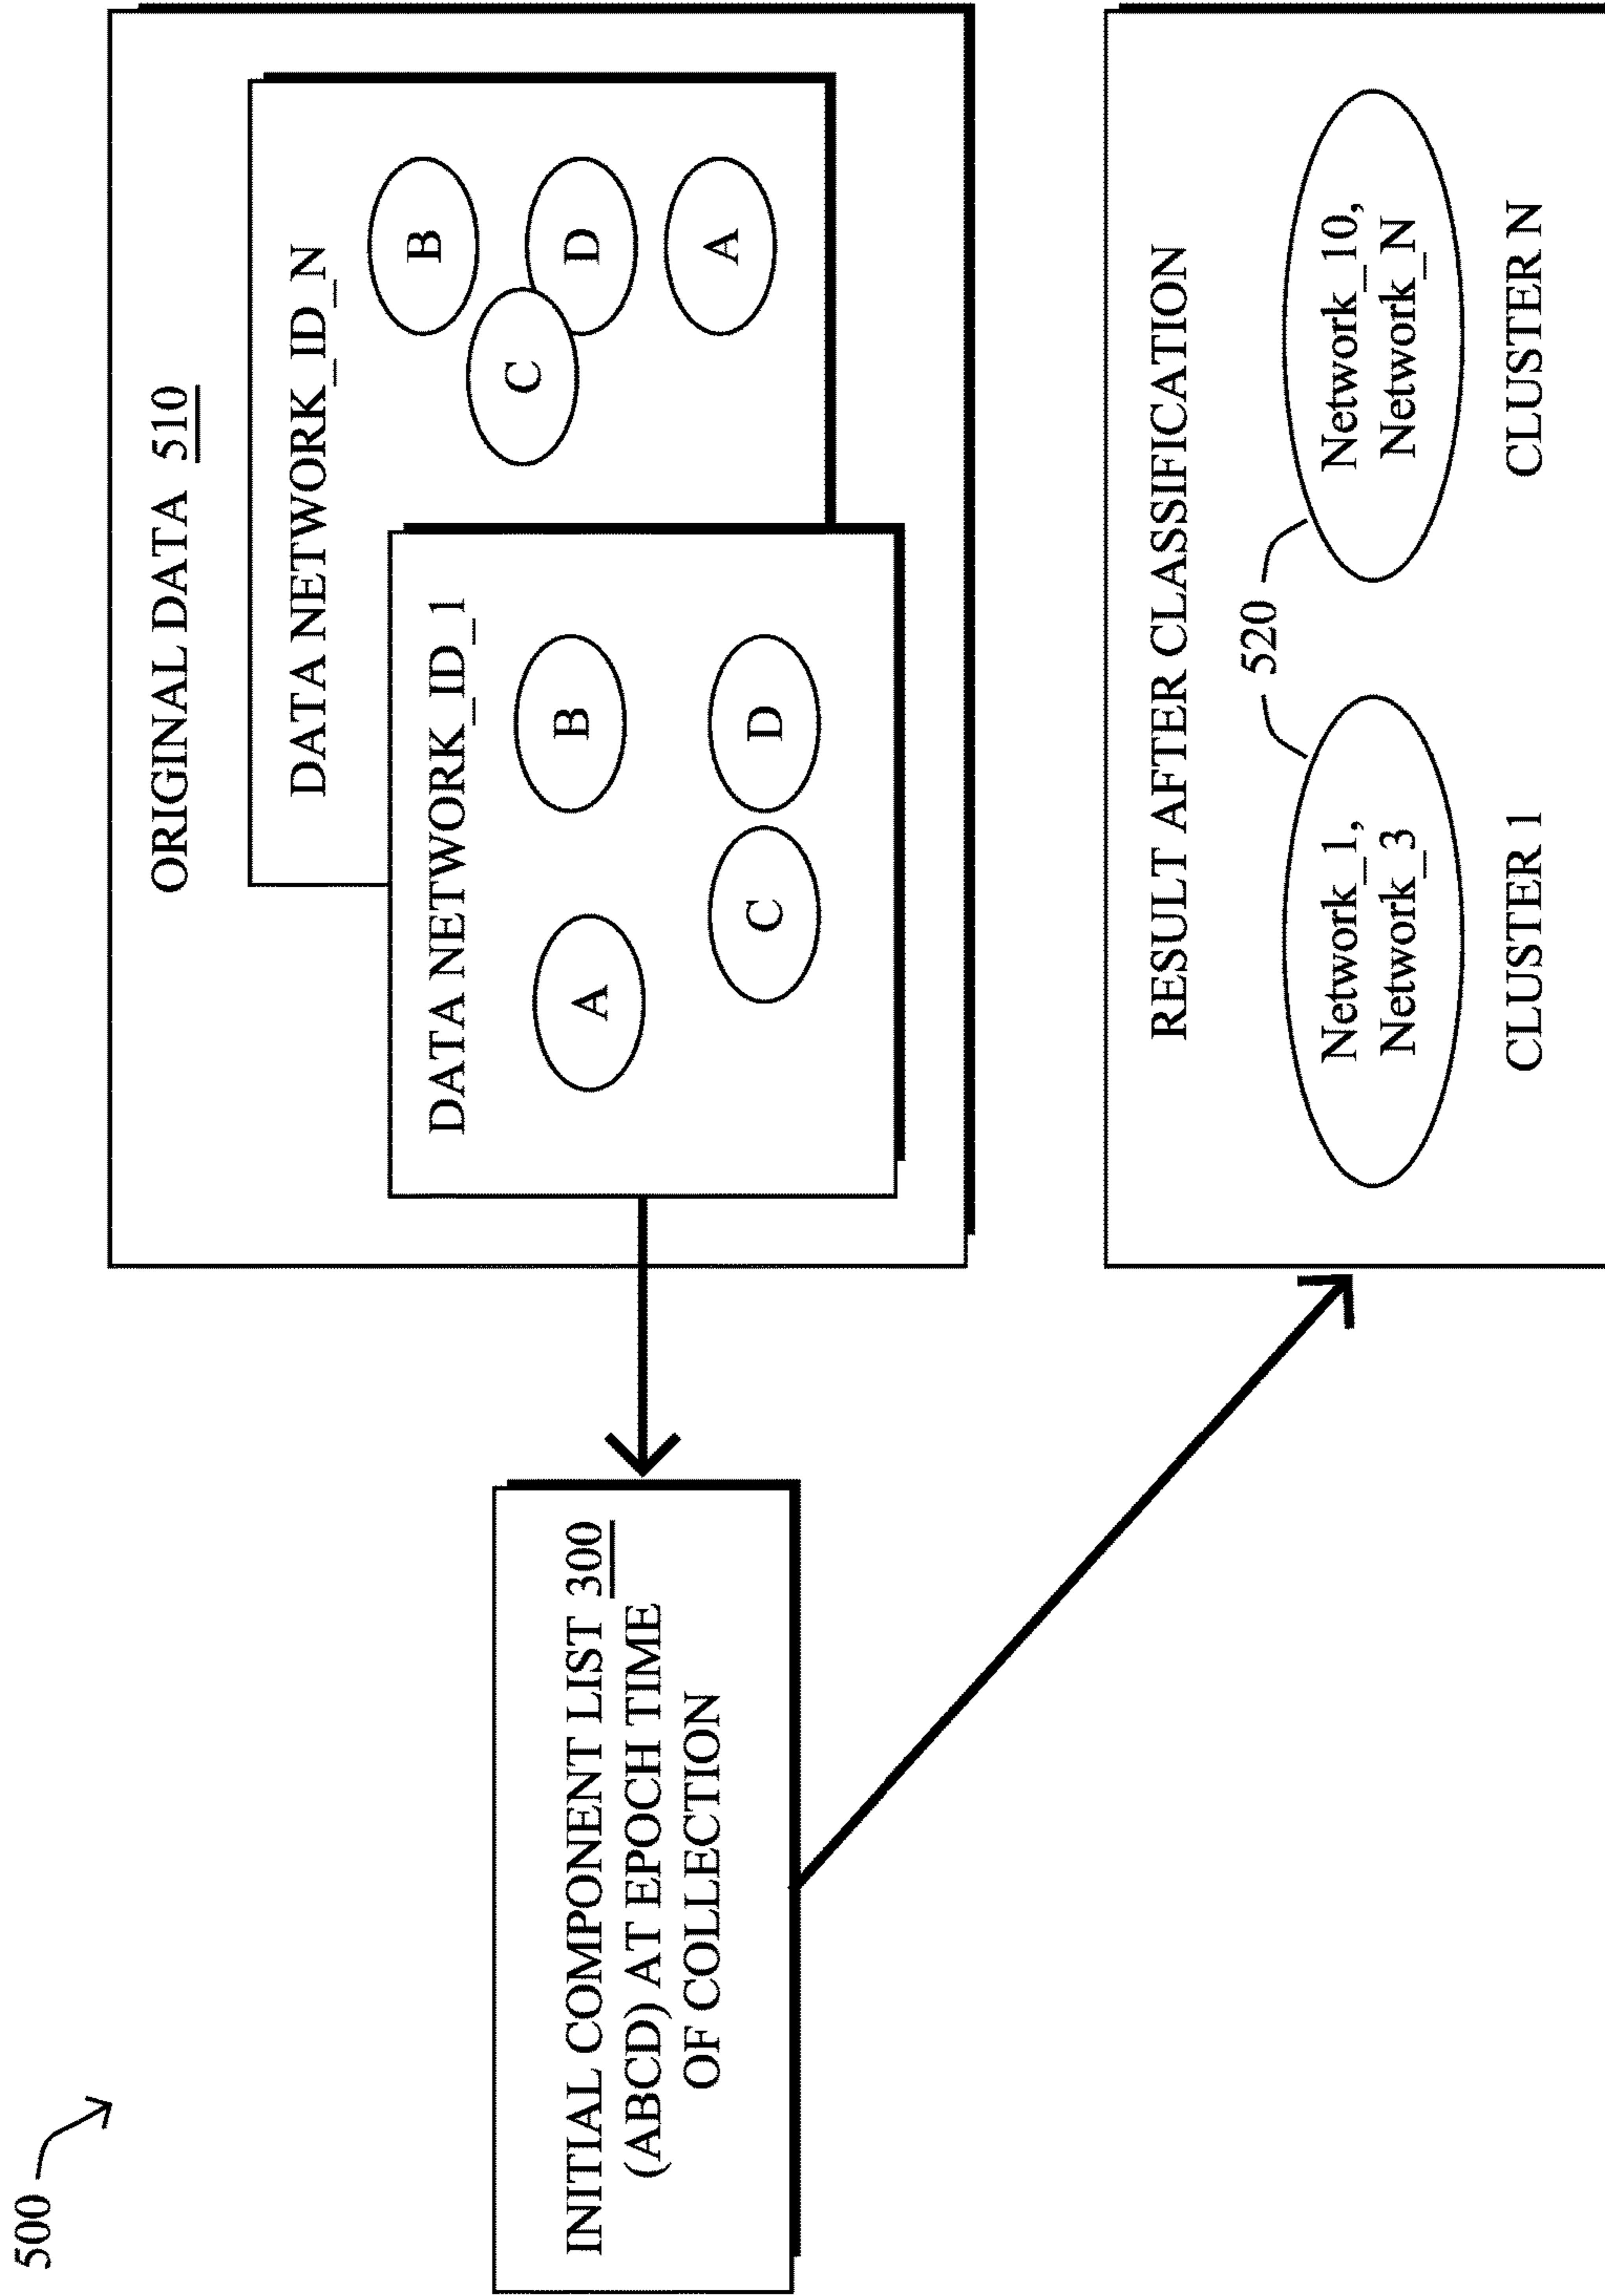 500
INITIAL COMPONENT LIST 300
(ABCD) AT EPOCH TIME
OF COLLECTION
ORIGINAL DATA 510
DATA NETWORK_ID_N
B
D
C
A
DATA NETWORK_ID_1
A
B
C
D
RESULT AFTER CLASSIFICATION
520
Network_1,
Network_3
CLUSTER 1
Network_10,
Network_N
CLUSTER N